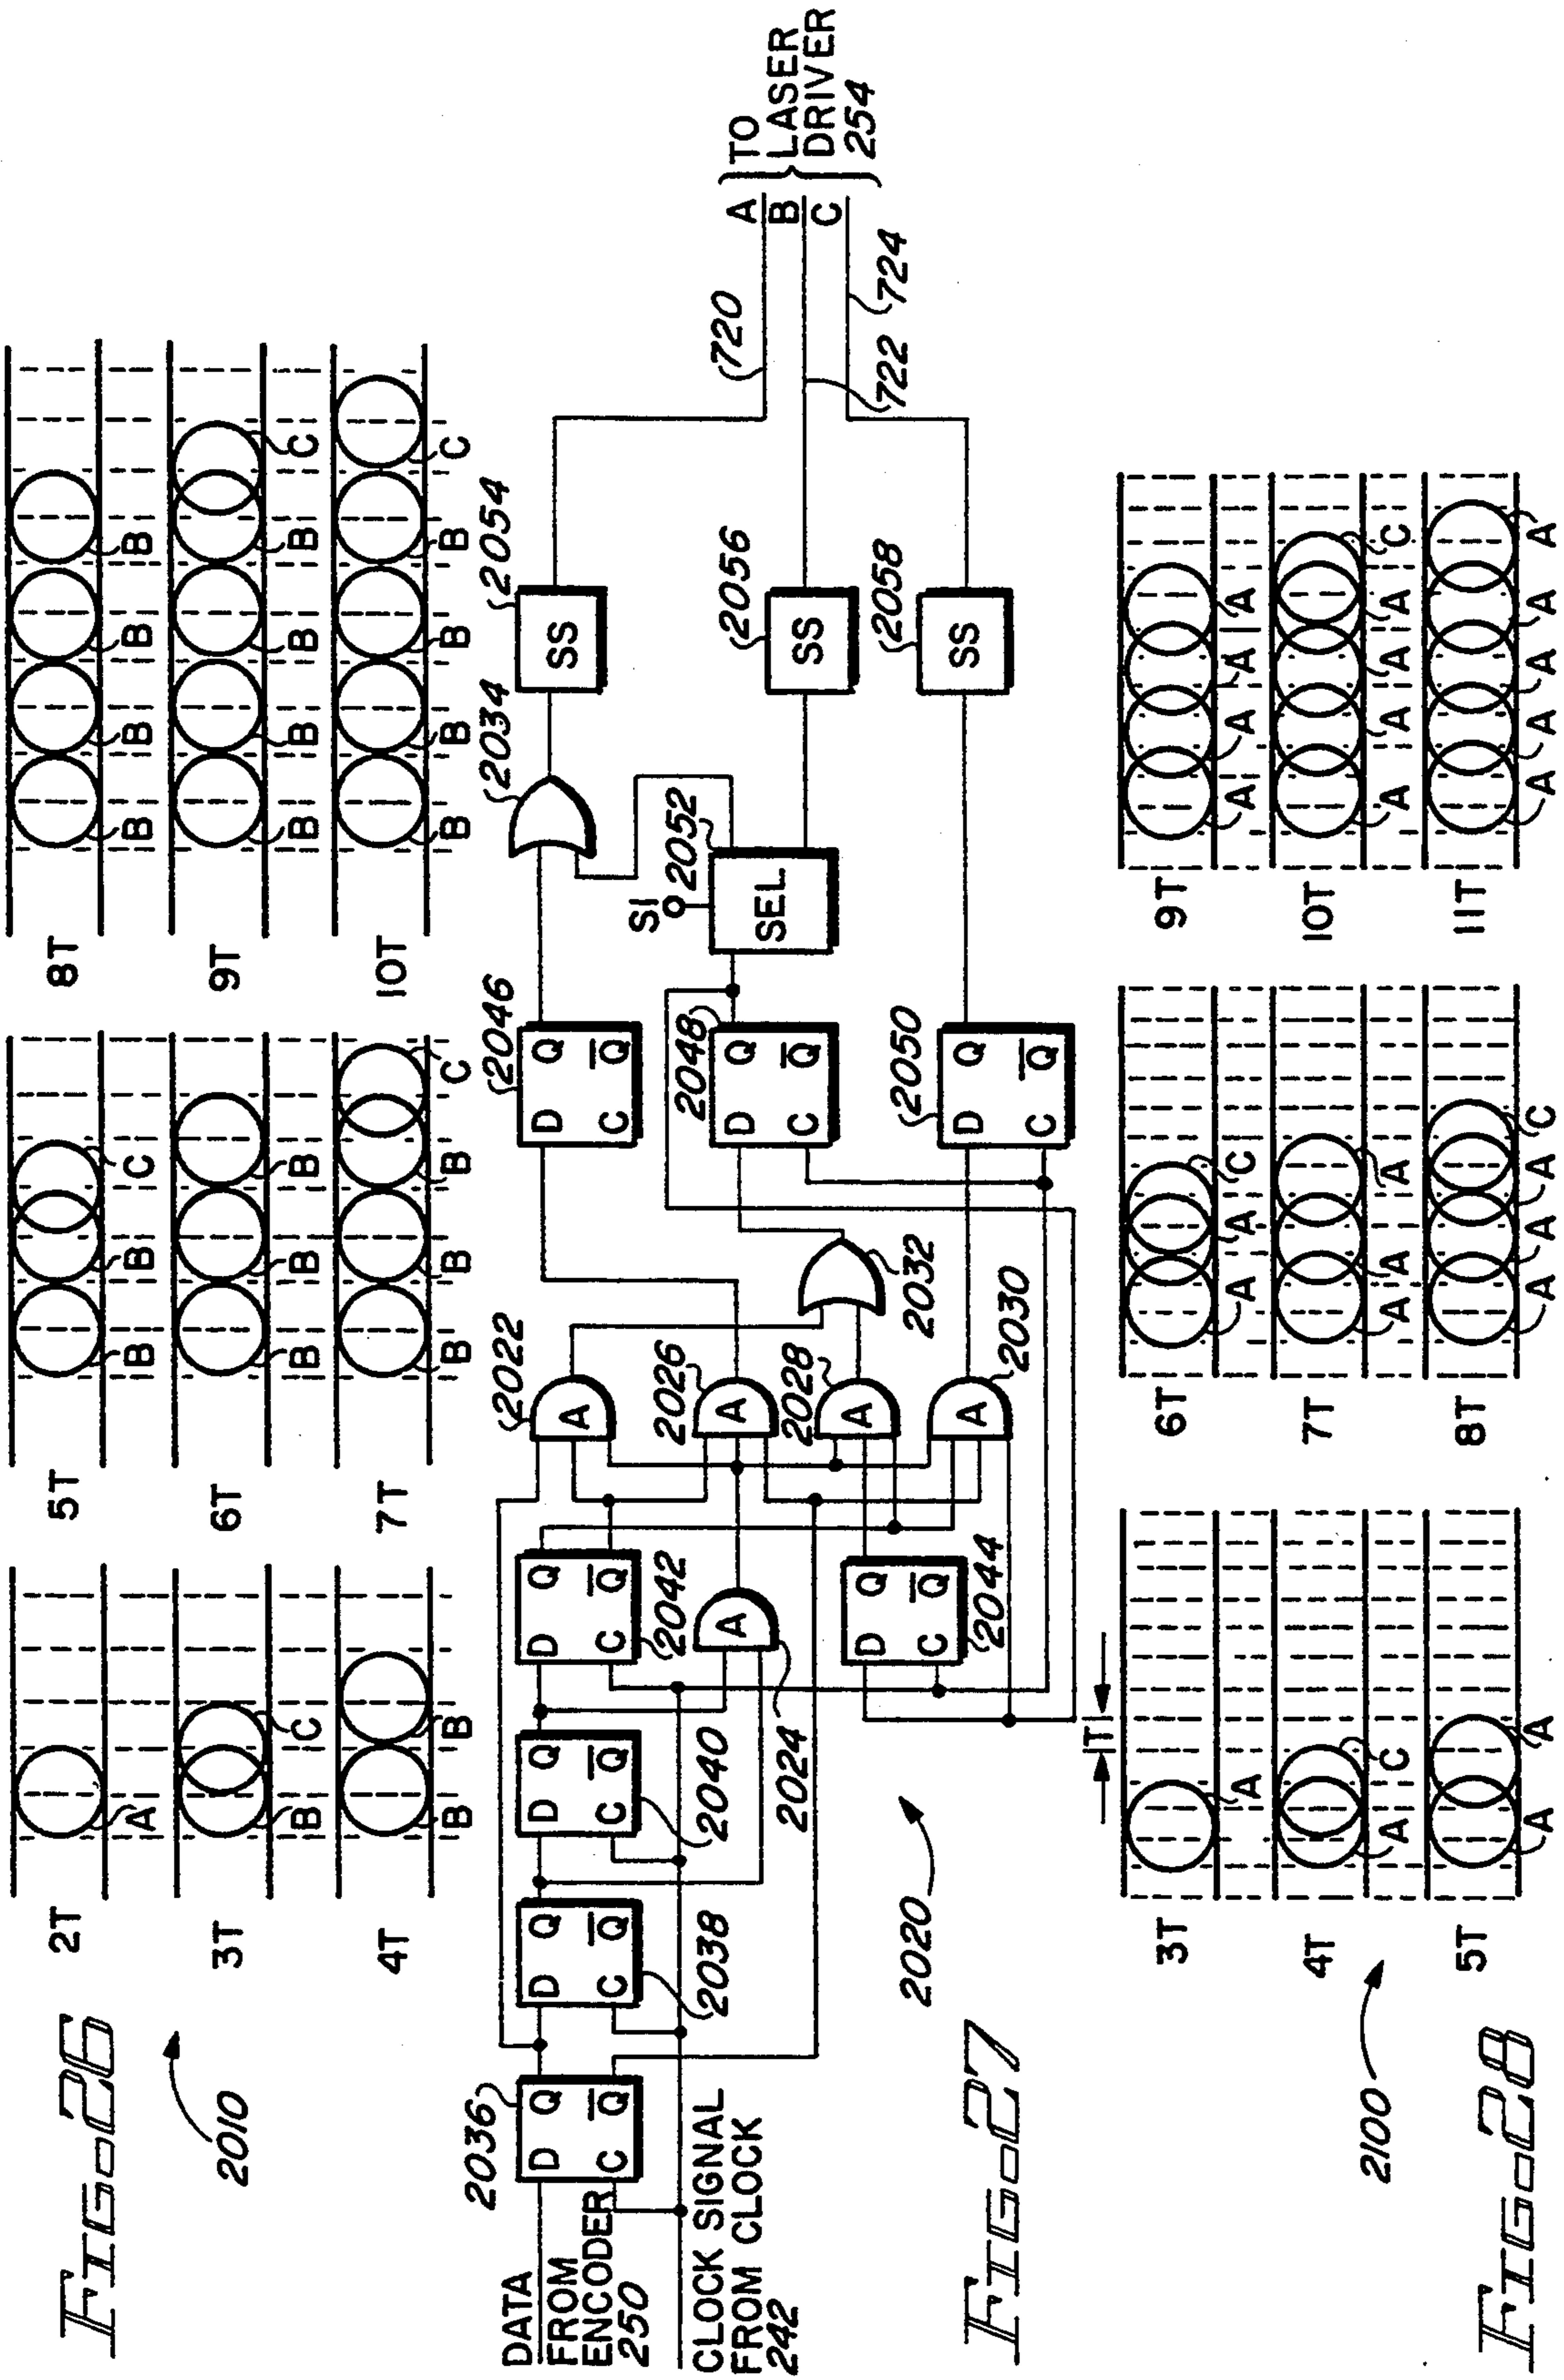 FIG. 26
2010
2T
A
3T
B
C
4T
B
B
5T
B
B
C
6T
B
B
B
7T
B
B
B
C
8T
B
B
B
B
9T
B
B
B
B
C
10T
B
B
B
B
C
FIG. 27
2020
DATA
FROM
ENCODER
250
CLOCK SIGNAL
FROM CLOCK
242
2036
D Q
C Q̅
2038
D Q
C Q̅
2040
D Q
C Q̅
2042
D Q
C Q̅
2024
A
2044
D Q
C Q̅
2022
A
2026
A
2028
A
2030
A
2032
2046
D Q
C Q̅
2048
D Q
C Q̅
2050
D Q
C Q̅
S1
2052
SEL
2034
2054
SS
2056
SS
2058
SS
720
722
724
A
B
C
TO
LASER
DRIVER
254
FIG. 28
2100
T
3T
A
4T
A
C
5T
A
A
6T
A
A
C
7T
A
A
A
8T
A
A
A
C
9T
A
A
A
A
10T
A
A
A
A
C
11T
A
A
A
A
A